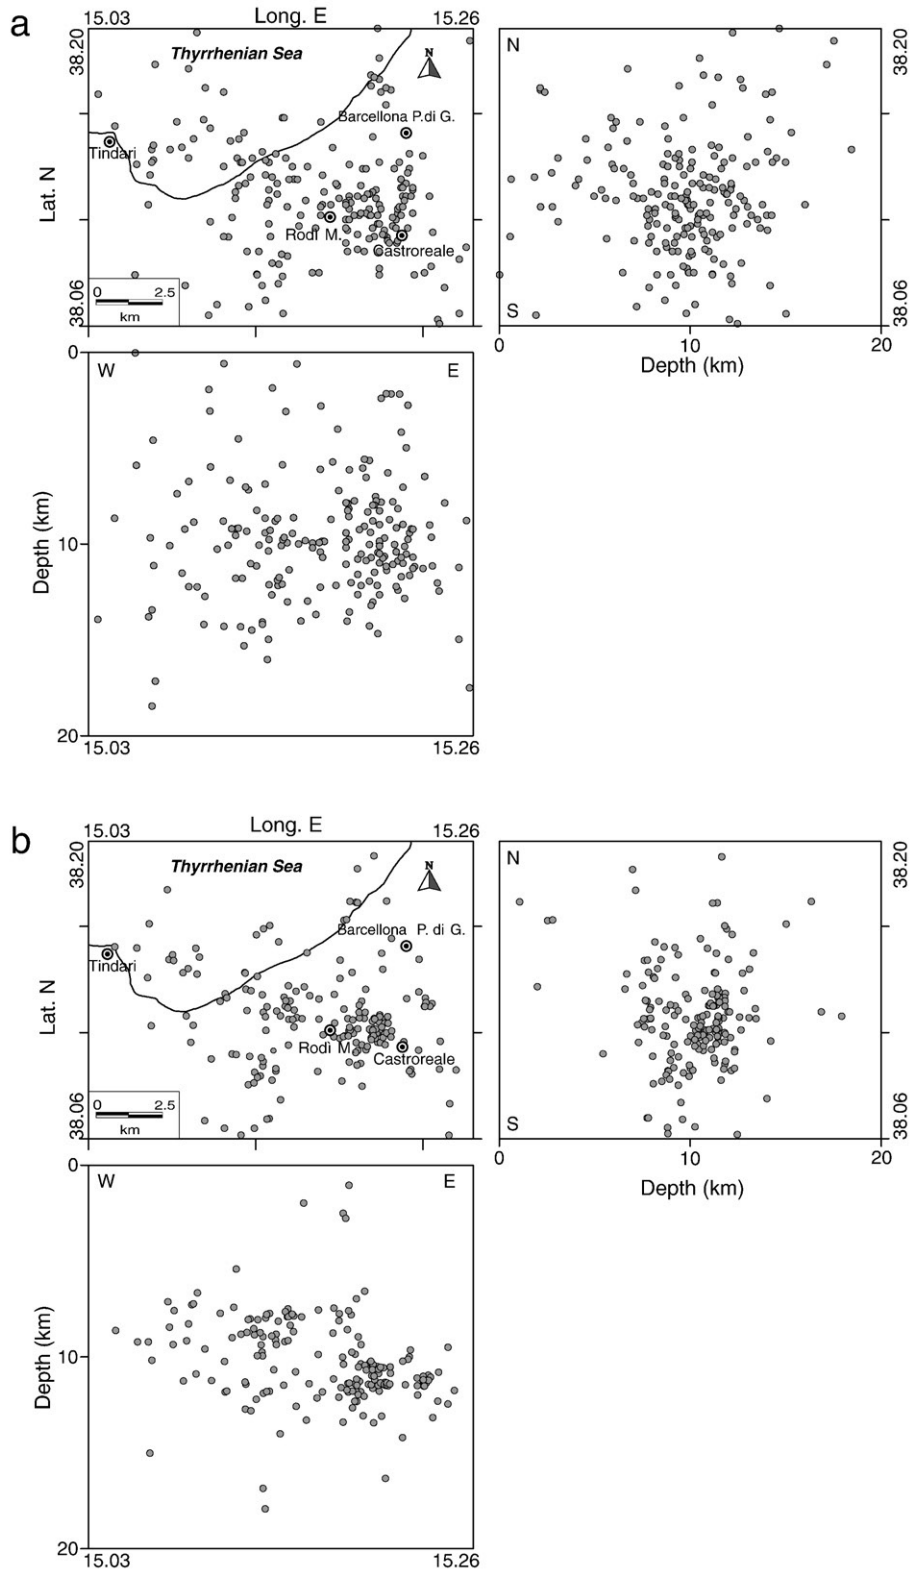 a
Long. E
15.03
15.26
38.20
Thyrrhenian Sea
N
Barcellona P.di G.
Tindari
Lat. N
Rodì M.
Castroreale
0 2.5
km
38.06
N
S
38.20
38.06
0 10 20
Depth (km)
0
W E
Depth (km)
10
20
15.03
15.26
b
Long. E
15.03
15.26
38.20
Thyrrhenian Sea
N
Barcellona P. di G.
Tindari
Lat. N
Rodì M
Castroreale
0 2.5
km
38.06
N
S
38.20
38.06
0 10 20
Depth (km)
0
W E
Depth (km)
10
20
15.03
15.26